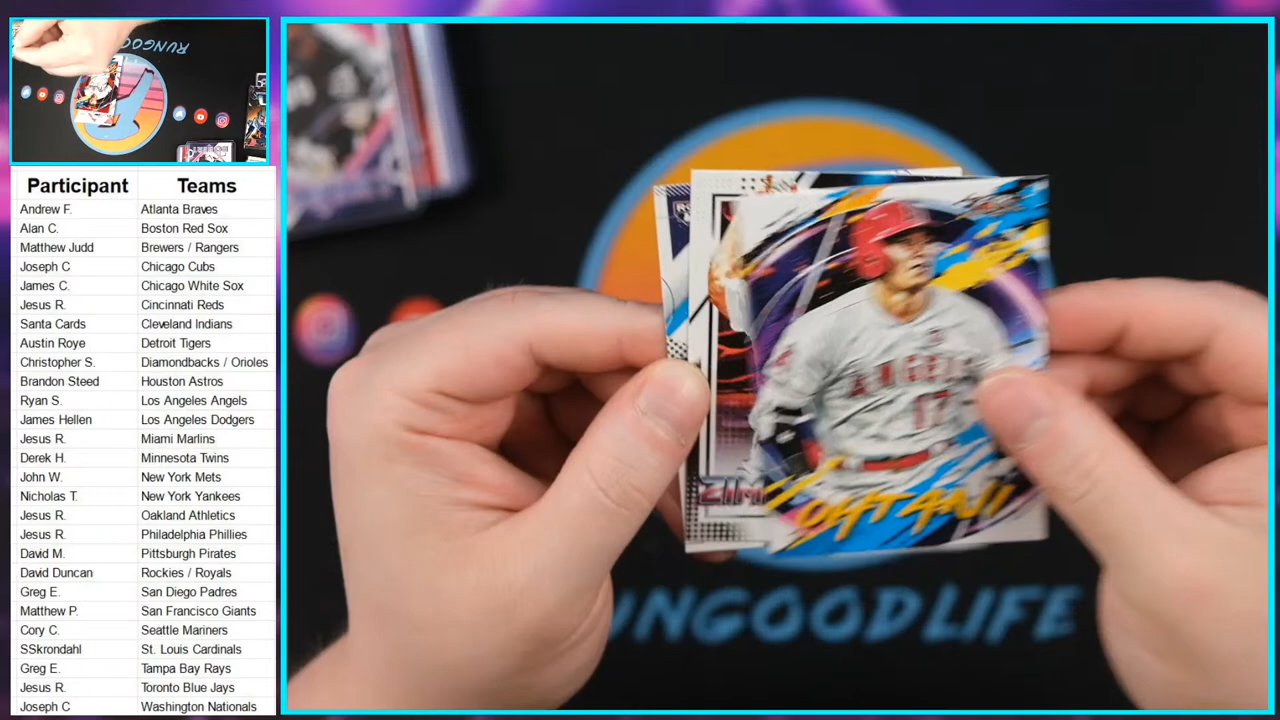 RUNGOOD
Participant Teams
Andrew F. Atlanta Braves
Alan C. Boston Red Sox
Matthew Judd Brewers / Rangers
Joseph C Chicago Cubs
James C. Chicago White Sox
Jesus R. Cincinnati Reds
Santa Cards Cleveland Indians
Austin Roye Detroit Tigers
Christopher S. Diamondbacks / Orioles
Brandon Steed Houston Astros
Ryan S. Los Angeles Angels
James Hellen Los Angeles Dodgers
Jesus R. Miami Marlins
Derek H. Minnesota Twins
John W. New York Mets
Nicholas T. New York Yankees
Jesus R. Oakland Athletics
Jesus R. Philadelphia Phillies
David M. Pittsburgh Pirates
David Duncan Rockies / Royals
Greg E. San Diego Padres
Matthew P. San Francisco Giants
Cory C. Seattle Mariners
SSkrondahl St. Louis Cardinals
Greg E. Tampa Bay Rays
Jesus R. Toronto Blue Jays
Joseph C Washington Nationals
ANGELS
17
OHTANI
UNGOODLIFE